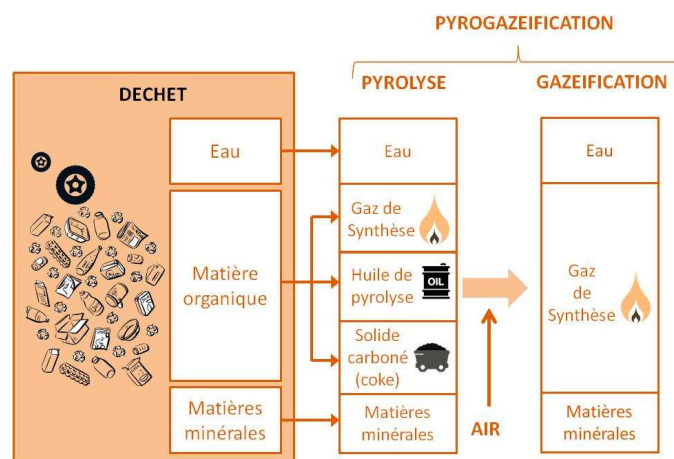 PYROGAZEIFICATION
DECHET
PYROLYSE
GAZEIFICATION
Eau
Eau
Eau
Matière
organique
Gaz de
Synthèse
Huile de
pyrolyse
OIL
Solide
carboné
(coke)
Gaz
de
Synthèse
Matières
minérales
Matières
minérales
AIR
Matières
minérales